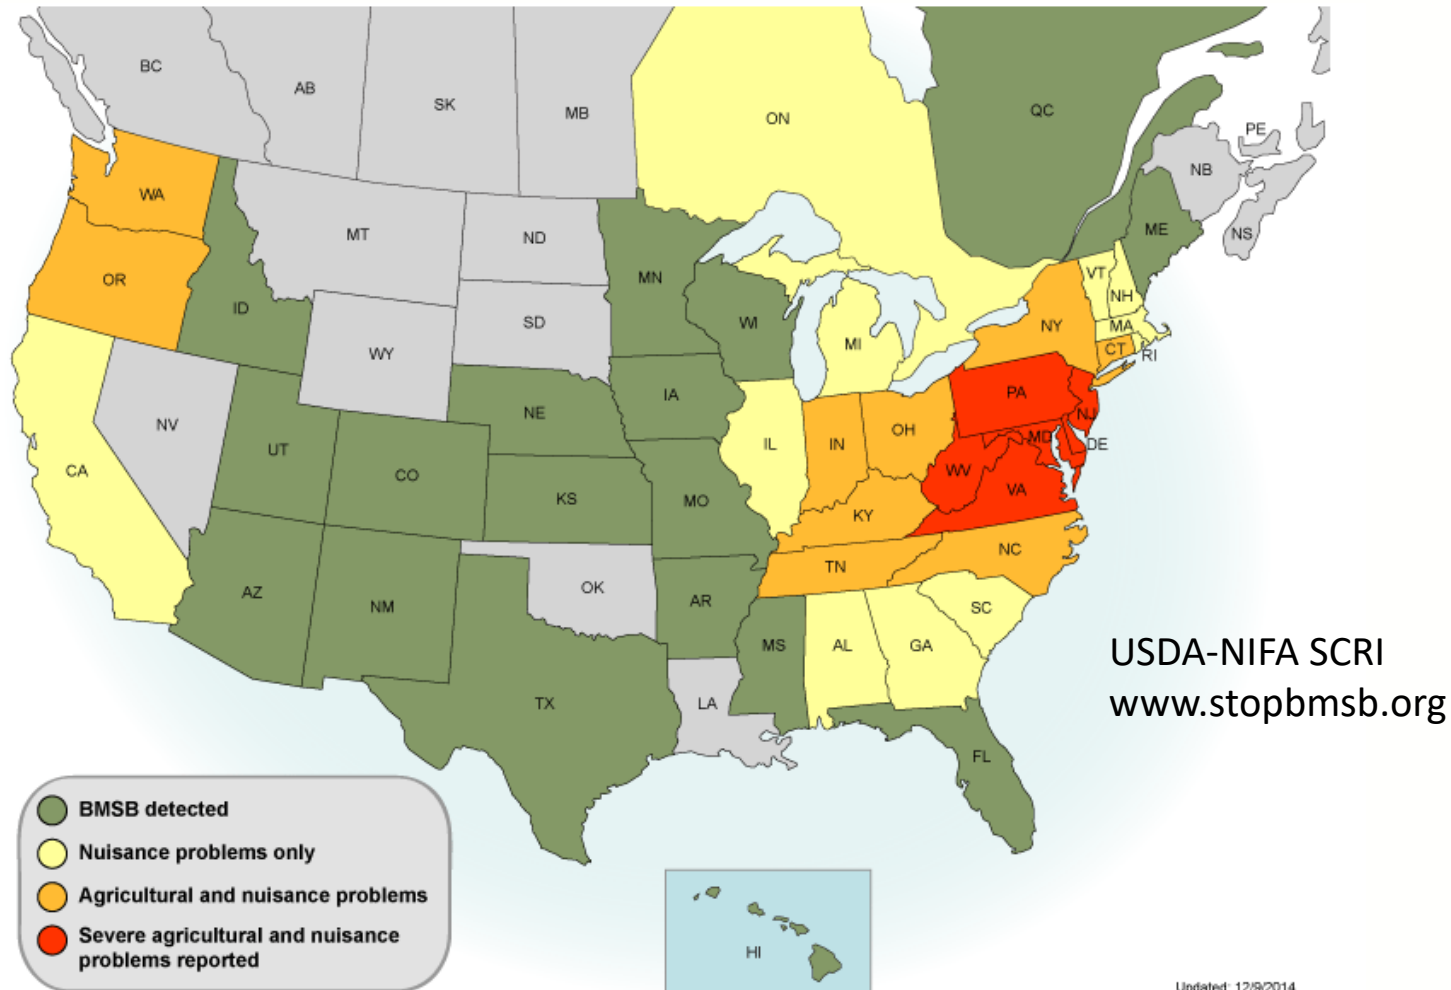 BC
AB
SK
MB
ON
QC
PE
NB
NS
WA
MT
ND
MN
ME
OR
ID
SD
WI
MI
VT
NH
NY
MA
CT
RI
WY
NV
NE
IA
PA
NJ
CA
UT
CO
KS
MO
IL
IN
OH
MD
DE
WV
VA
KY
AZ
NM
OK
AR
TN
NC
TX
LA
MS
AL
GA
SC
FL
HI
USDA-NIFA SCRI
www.stopbmsb.org
BMSB detected
Nuisance problems only
Agricultural and nuisance problems
Severe agricultural and nuisance
problems reported
Updated: 12/9/2014